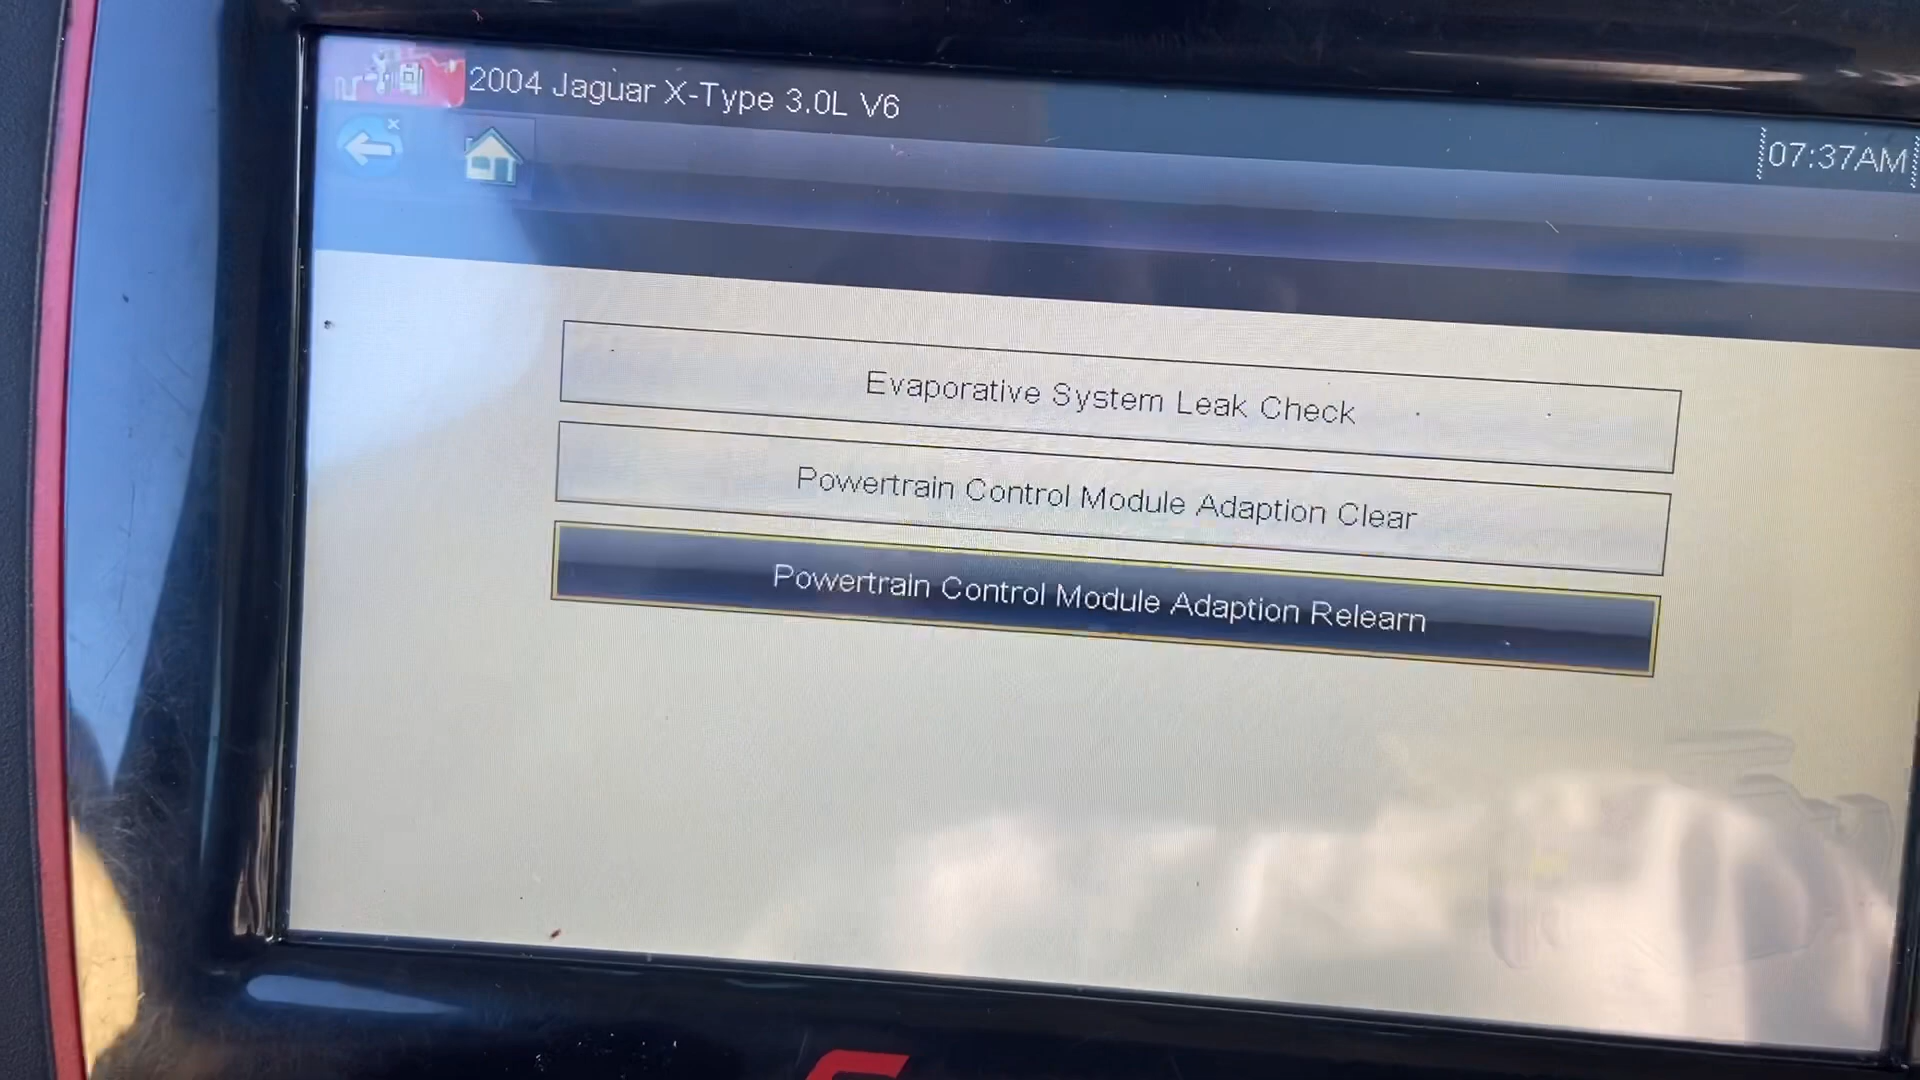 2004 Jaguar X-Type 3.0L V6
07:37AM
Evaporative System Leak Check
Powertrain Control Module Adaption Clear
Powertrain Control Module Adaption Relearn